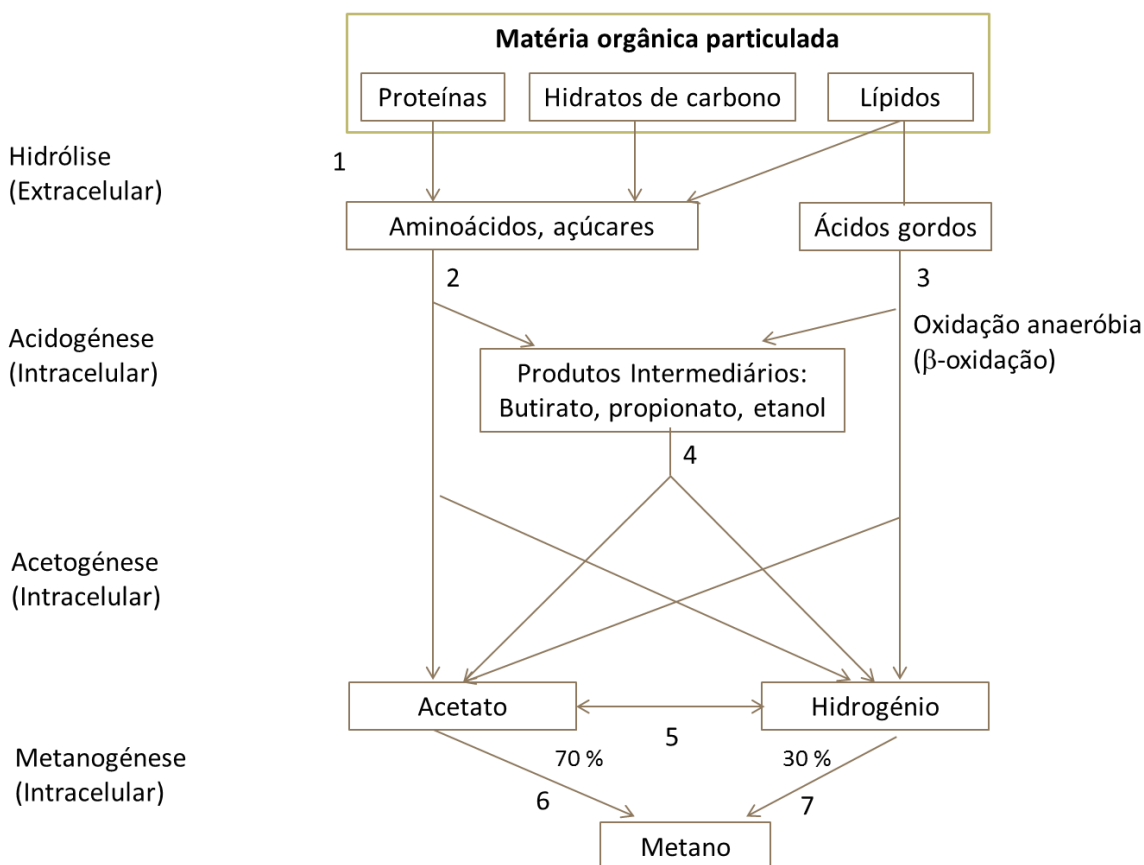 Matéria orgânica particulada
Proteínas
Hidratos de carbono
Lípidos
Hidrólise
(Extracelular)
1
Aminoácidos, açúcares
Ácidos gordos
2
3
Acidogénese
(Intracelular)
Oxidação anaeróbia
(β-oxidação)
Produtos Intermediários:
Butirato, propionato, etanol
4
Acetogénese
(Intracelular)
Acetato
Hidrogénio
5
Metanogénese
(Intracelular)
70 %
30 %
6
7
Metano